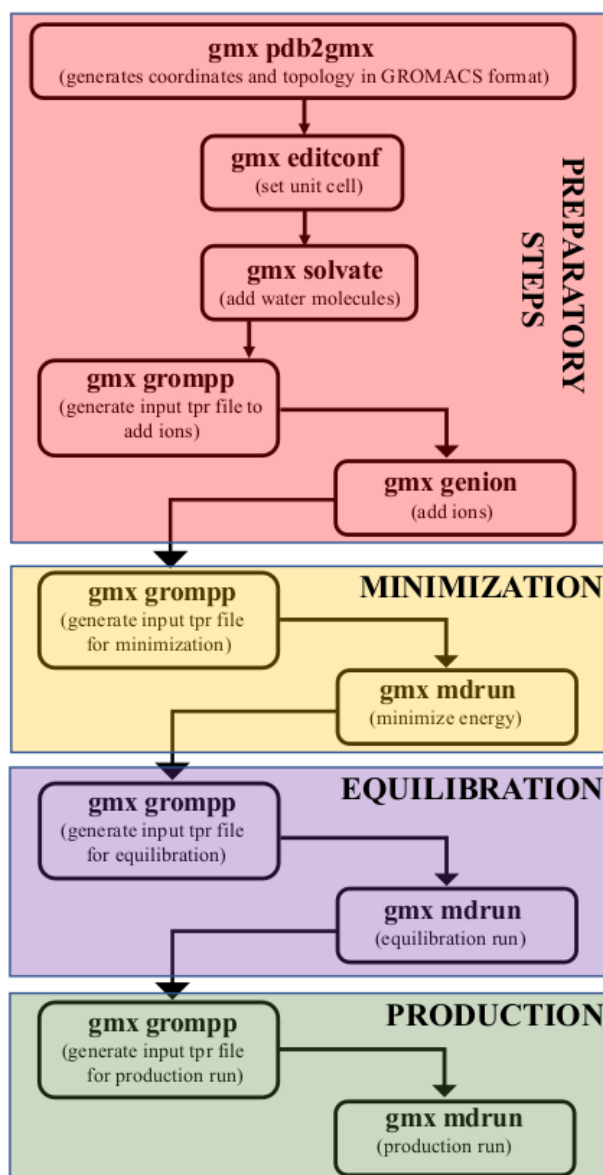 gmx pdb2gmx
(generates coordinates and topology in GROMACS format)
gmx editconf
(set unit cell)
PREPARATORY
STEPS
gmx solvate
(add water molecules)
gmx grompp
(generate input tpr file to
add ions)
gmx genion
(add ions)
MINIMIZATION
gmx grompp
(generate input tpr file
for minimization)
gmx mdrun
(minimize energy)
EQUILIBRATION
gmx grompp
(generate input tpr file
for equilibration)
gmx mdrun
(equilibration run)
PRODUCTION
gmx grompp
(generate input tpr file
for production run)
gmx mdrun
(production run)